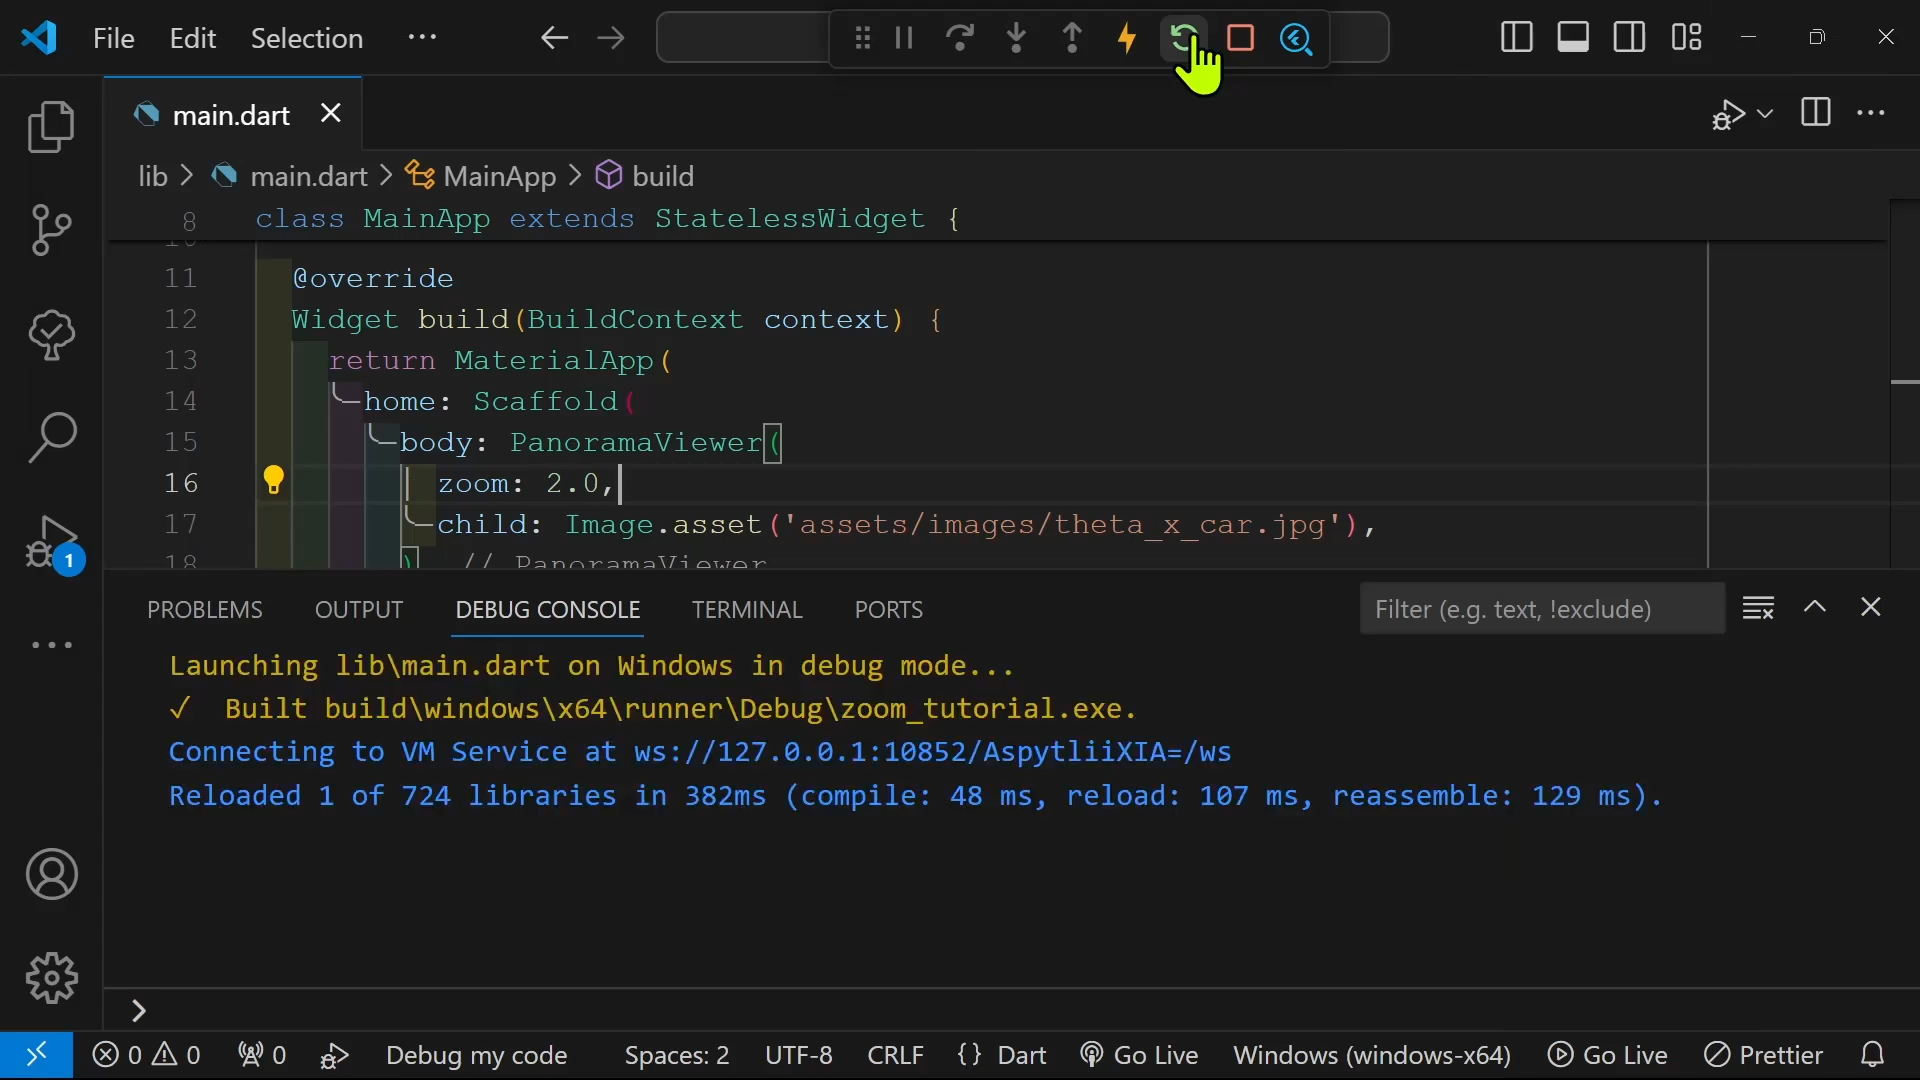 File Edit Selection ···
main.dart
lib > main.dart > MainApp > build
8 class MainApp extends StatelessWidget {
11 @override
12 Widget build(BuildContext context) {
13 return MaterialApp(
14 home: Scaffold(
15 body: PanoramaViewer(
16 zoom: 2.0,
17 child: Image.asset('assets/images/theta_x_car.jpg'),
18 ) // PanoramaViewer
1
PROBLEMS OUTPUT DEBUG CONSOLE TERMINAL PORTS Filter (e.g. text, !exclude)
Launching lib\main.dart on Windows in debug mode...
√ Built build\windows\x64\runner\Debug\zoom_tutorial.exe.
Connecting to VM Service at ws://127.0.0.1:10852/AspytliiXIA=/ws
Reloaded 1 of 724 libraries in 382ms (compile: 48 ms, reload: 107 ms, reassemble: 129 ms).
>
0 0 0 Debug my code Spaces: 2 UTF-8 CRLF {} Dart Go Live Windows (windows-x64) Go Live Prettier